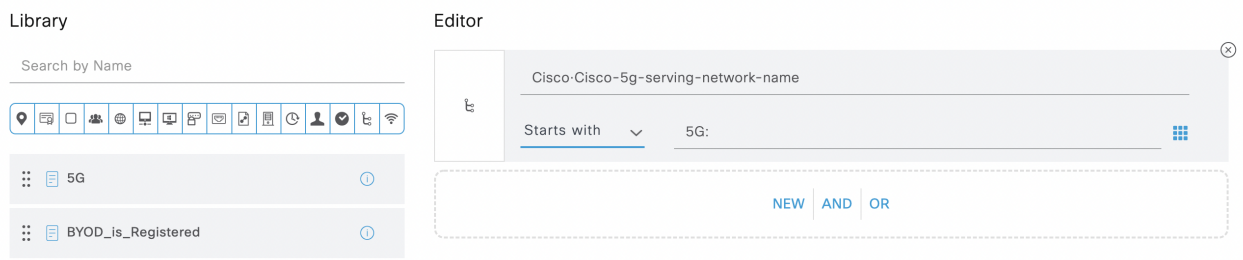 Library
Search by Name
5G
BYOD_is_Registered
Editor
Cisco·Cisco-5g-serving-network-name
Starts with
5G:
NEW AND OR